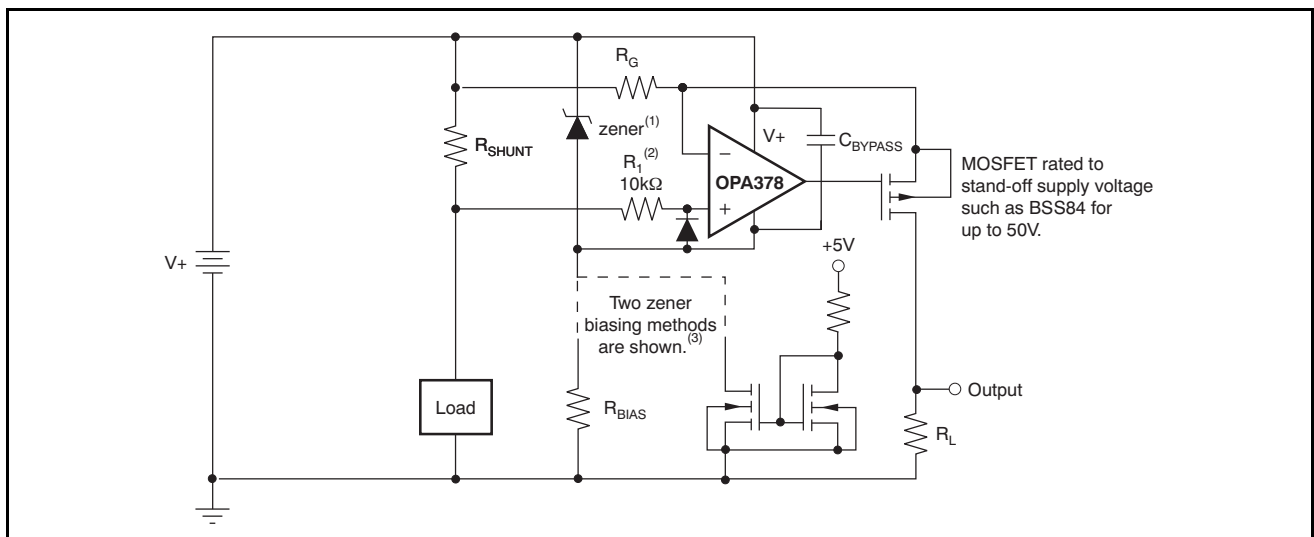 R_G
zener(1)
V+
C_BYPASS
R_SHUNT
R_1(2)
10kΩ
−
OPA378
+
MOSFET rated to
stand-off supply voltage
such as BSS84 for
up to 50V.
+5V
V+
Two zener
biasing methods
are shown.(3)
Load
R_BIAS
Output
R_L